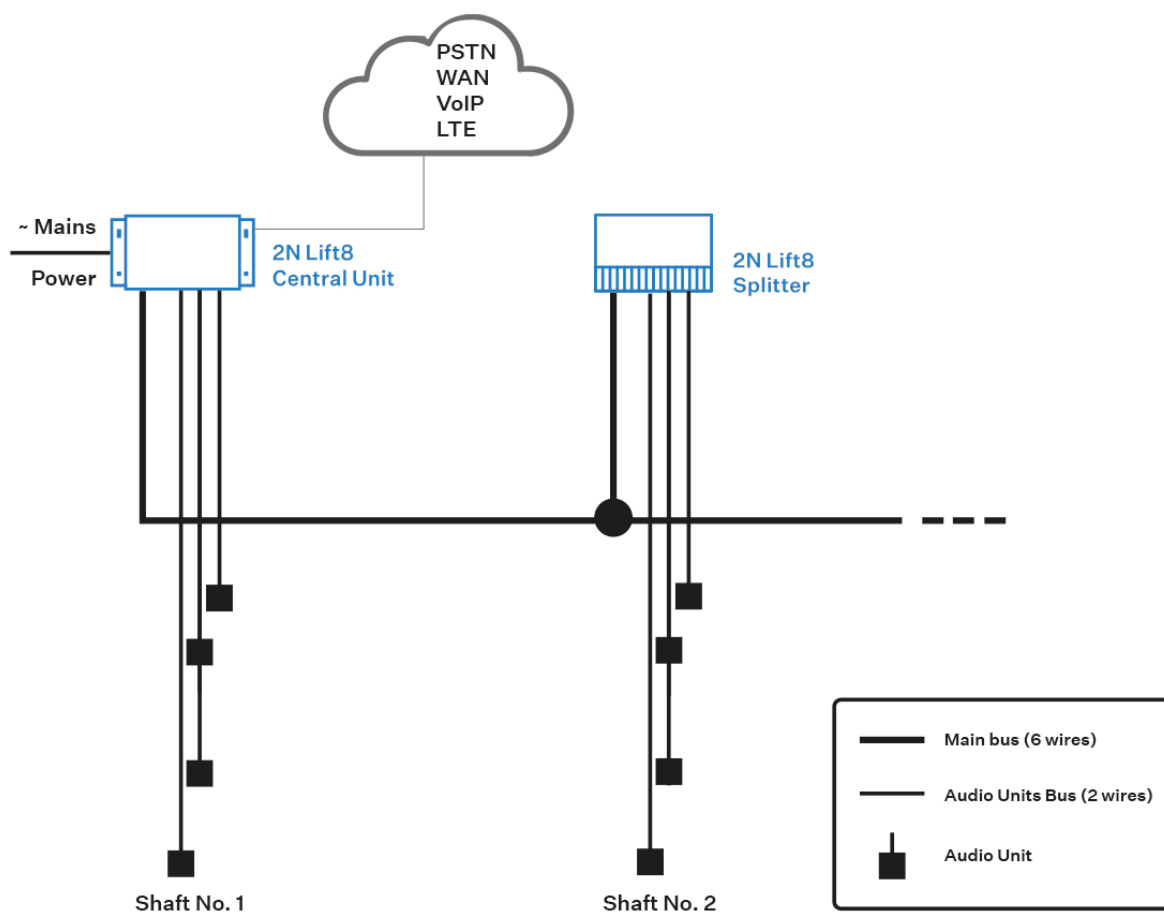 PSTN
WAN
VoIP
LTE
~ Mains
Power
2N Lift8
Central Unit
2N Lift8
Splitter
Main bus (6 wires)
Audio Units Bus (2 wires)
Audio Unit
Shaft No. 1
Shaft No. 2